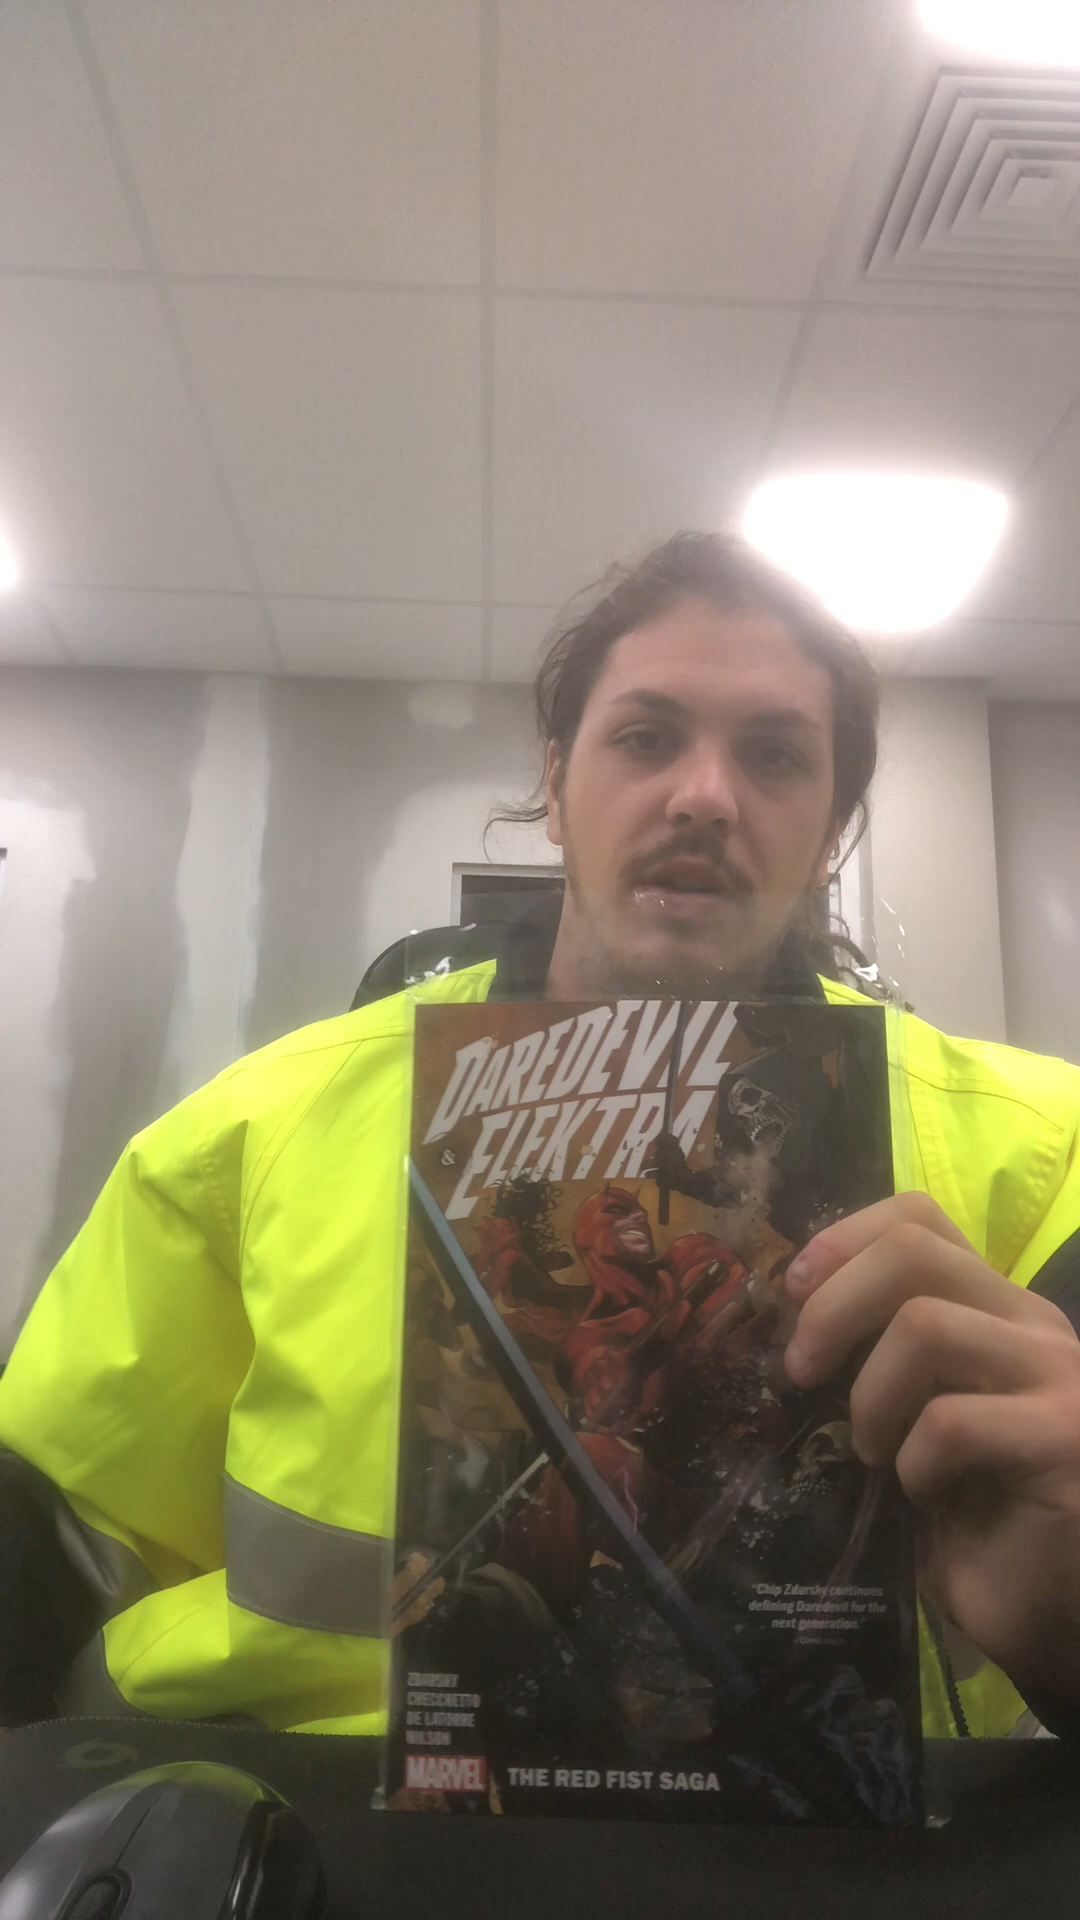 DAREDEVIL
& ELEKTRA
"Chip Zdarsky continues
defining Daredevil for the
next generation."
ZDARSKY
CHECCHETTO
DE LATORRE
WILSON
MARVEL
THE RED FIST SAGA